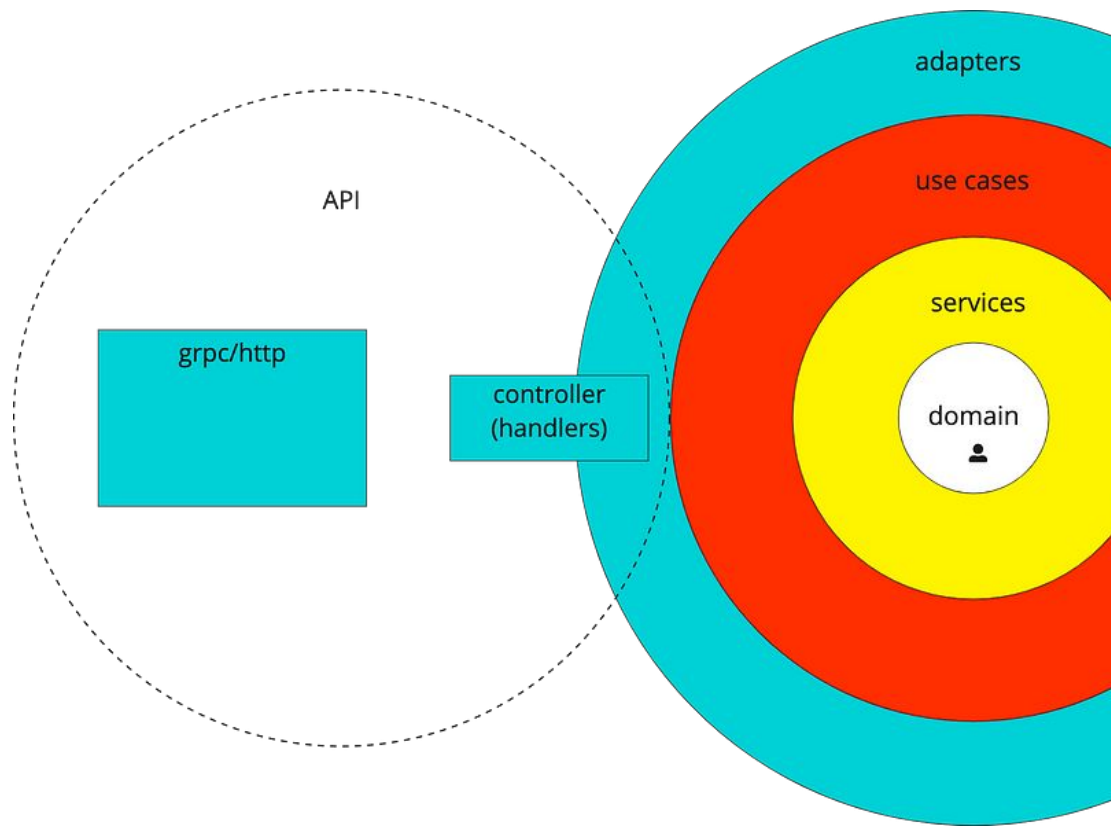 adapters
use cases
API
services
grpc/http
controller
(handlers)
domain